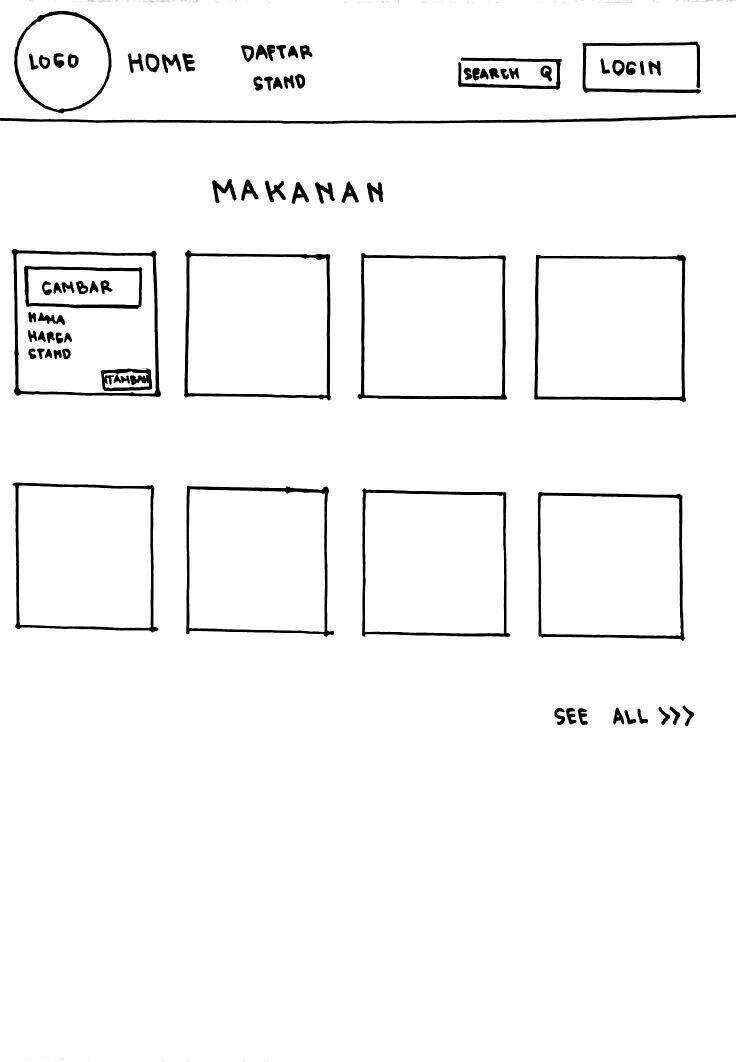 LOGO
HOME
DAFTAR
STAND
SEARCH
LOGIN
MAKANAN
GAMBAR
NAMA
HARGA
STAND
TAMBAH
SEE ALL >>>